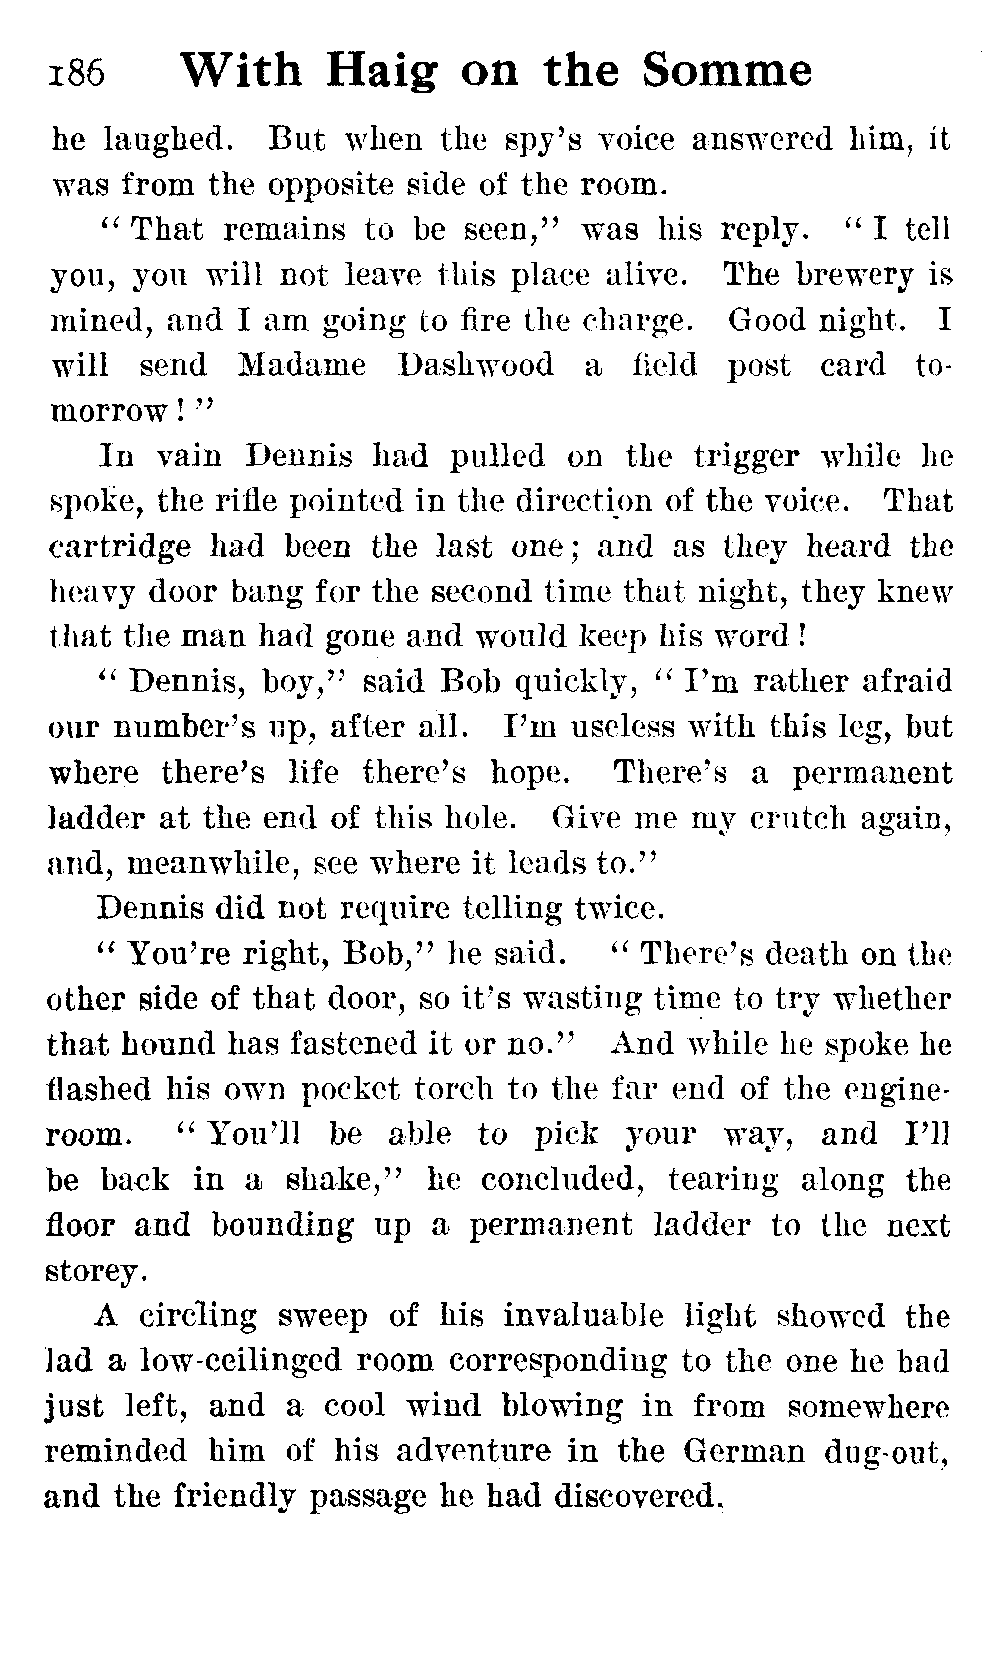 186 With Haig on the Somme
he laughed. But when the spy's voice answered him, it
was from the opposite side of the room.
" That remains to be seen," was his reply. " I tell
you, you will not leave this place alive. The brewery is
mined, and I am going to fire the charge. Good night. I
will send Madame Dashwood a field post card to-
morrow ! "
In vain Dennis had pulled on the trigger while he
spoke, the rifle pointed in the direction of the voice. That
cartridge had been the last one ; and as they heard the
heavy door bang for the second time that night, they knew
that the man had gone and would keep his word !
" Dennis, boy," said Bob quickly, " I'm rather afraid
our number's up, after all. I'm useless with this leg, but
where there's life there's hope. There's a permanent
ladder at the end of this hole. Give me my crutch again,
and, meanwhile, see where it leads to."
Dennis did not require telling twice.
" You're right, Bob," he said. " There's death on the
other side of that door, so it's wasting time to try whether
that hound has fastened it or no." And while he spoke he
flashed his own pocket torch to the far end of the engine-
room. " You'll be able to pick your way, and I'll
be back in a shake," he concluded, tearing along the
floor and bounding up a permanent ladder to the next
storey.
A circling sweep of his invaluable light showed the
lad a low-ceilinged room corresponding to the one he had
just left, and a cool wind blowing in from somewhere
reminded him of his adventure in the German dug-out,
and the friendly passage he had discovered.